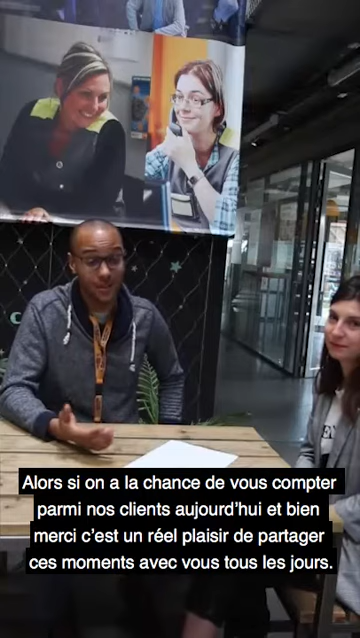 Alors si on a la chance de vous compter
parmi nos clients aujourd'hui et bien
merci c'est un réel plaisir de partager
ces moments avec vous tous les jours.